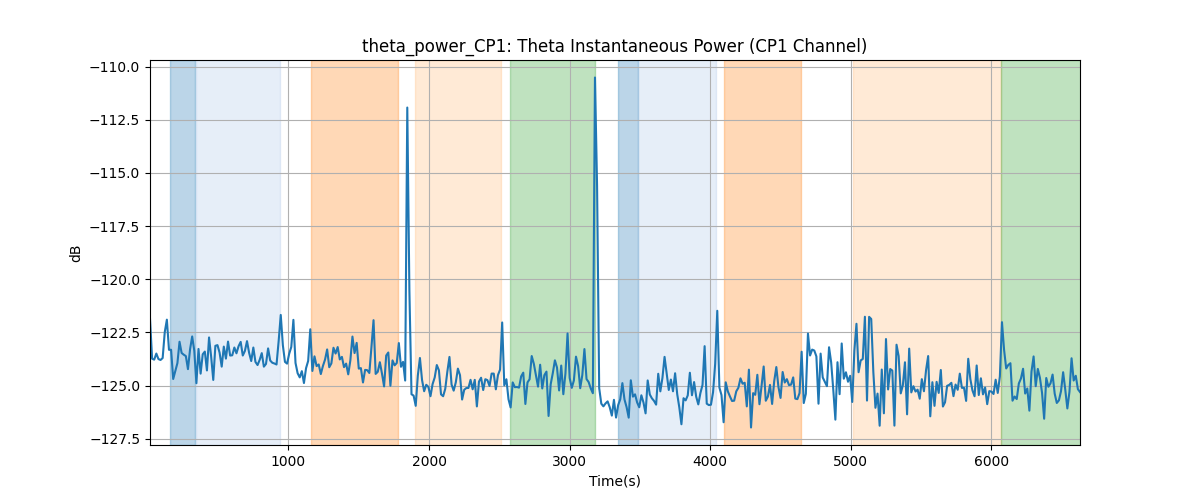 theta_power_CP1: Theta Instantaneous Power (CP1 Channel)
−110.0
−112.5
−115.0
−117.5
−120.0
−122.5
−125.0
−127.5
dB
1000 2000 3000 4000 5000 6000
Time(s)